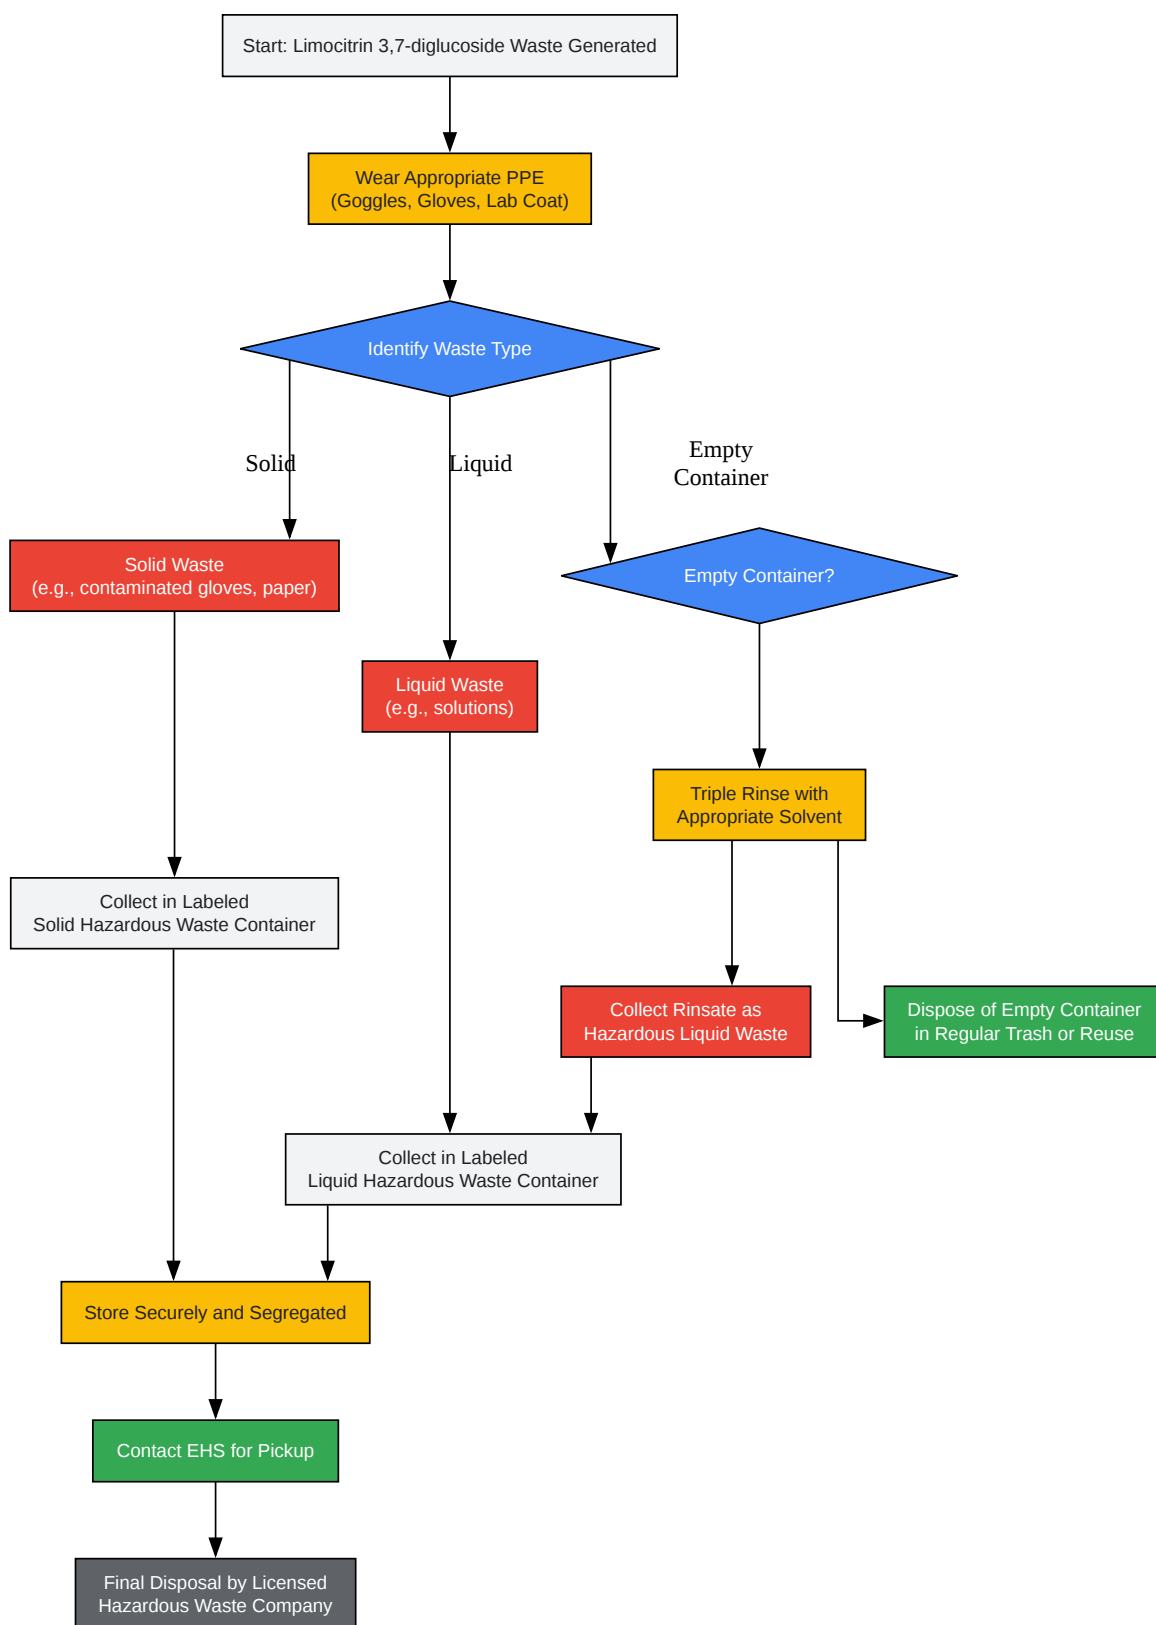 Start: Limocitrin 3,7-diglucoside Waste Generated
Wear Appropriate PPE
(Goggles, Gloves, Lab Coat)
Identify Waste Type
Solid
Liquid
Empty
Container
Solid Waste
(e.g., contaminated gloves, paper)
Empty Container?
Liquid Waste
(e.g., solutions)
Triple Rinse with
Appropriate Solvent
Collect in Labeled
Solid Hazardous Waste Container
Collect Rinsate as
Hazardous Liquid Waste
Dispose of Empty Container
in Regular Trash or Reuse
Collect in Labeled
Liquid Hazardous Waste Container
Store Securely and Segregated
Contact EHS for Pickup
Final Disposal by Licensed
Hazardous Waste Company